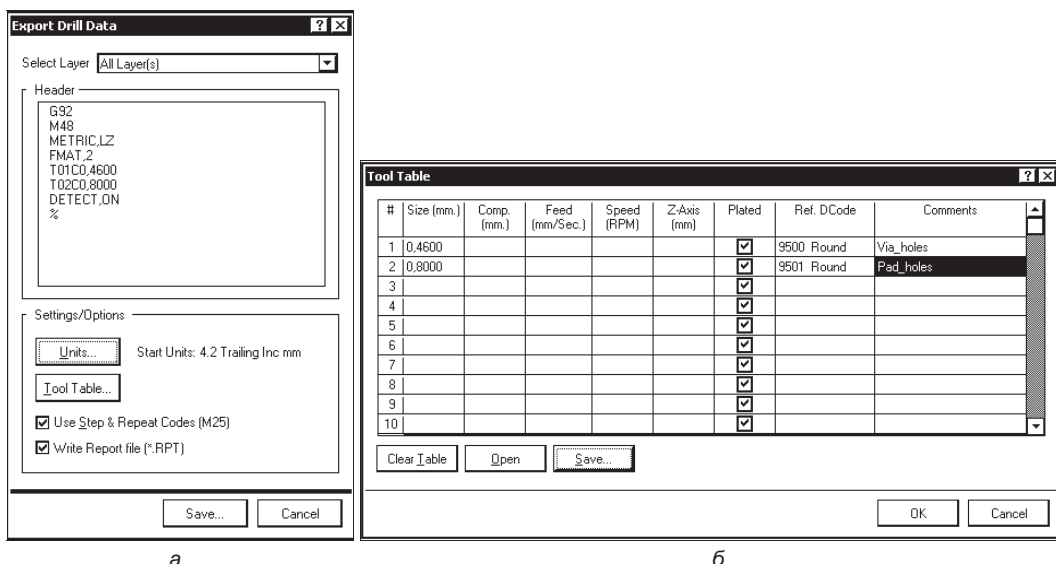 Export Drill Data
Select Layer All Layer(s)
Header
G92
M48
METRIC,LZ
FMAT,2
T01C0,4600
T02C0,8000
DETECT,ON
%
Settings/Options
Units... Start Units: 4.2 Trailing Inc mm
Tool Table...
Use Step & Repeat Codes (M25)
Write Report file (*.RPT)
Save... Cancel
а
Tool Table
# Size (mm.) Comp. (mm.) Feed (mm/Sec.) Speed (RPM) Z-Axis (mm) Plated Ref. DCode Comments
1 0,4600 9500 Round Via_holes
2 0,8000 9501 Round Pad_holes
3
4
5
6
7
8
9
10
Clear Table Open Save...
OK Cancel
б